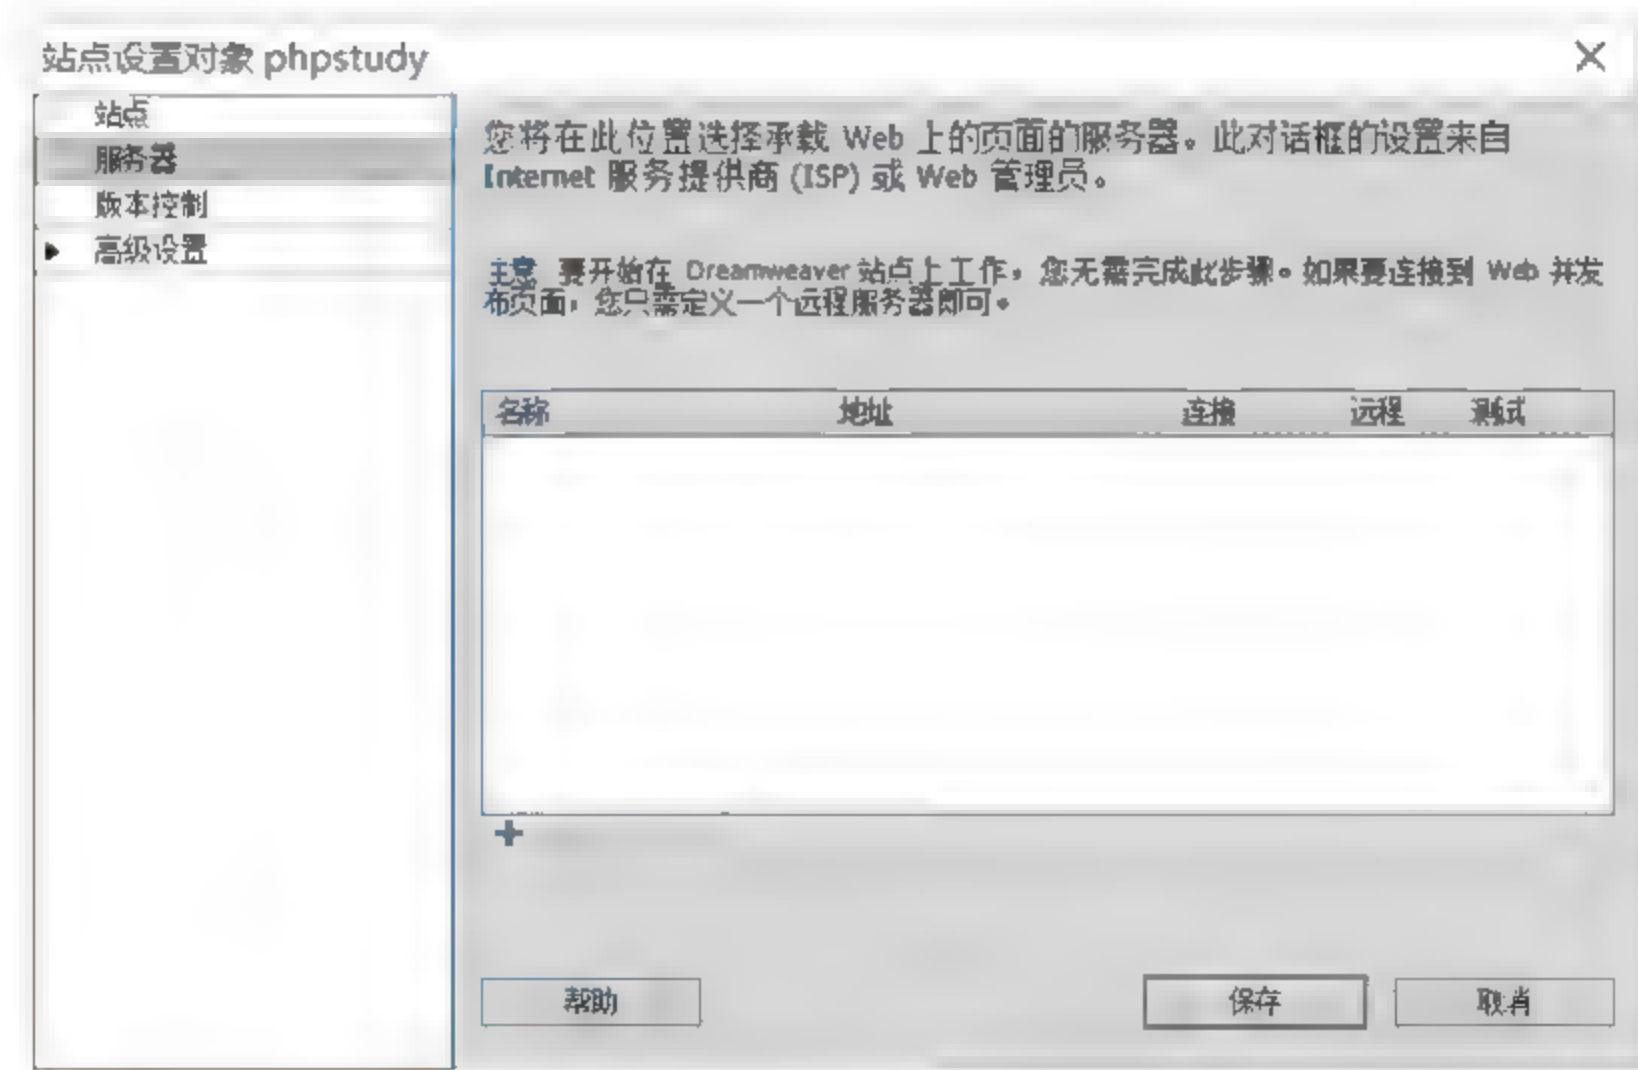 站点设置对象 phpstudy
站点
服务器
版本控制
高级设置
您将在此位置选择承载 Web 上的页面的服务器。此对话框的设置来自
Internet 服务提供商 (ISP) 或 Web 管理员。
注意 要开始在 Dreamweaver 站点上工作，您无需完成此步骤。如果要连接到 Web 并发
布页面，您只需定义一个远程服务器即可。
名称 地址 连接 远程 测试
帮助 保存 取消